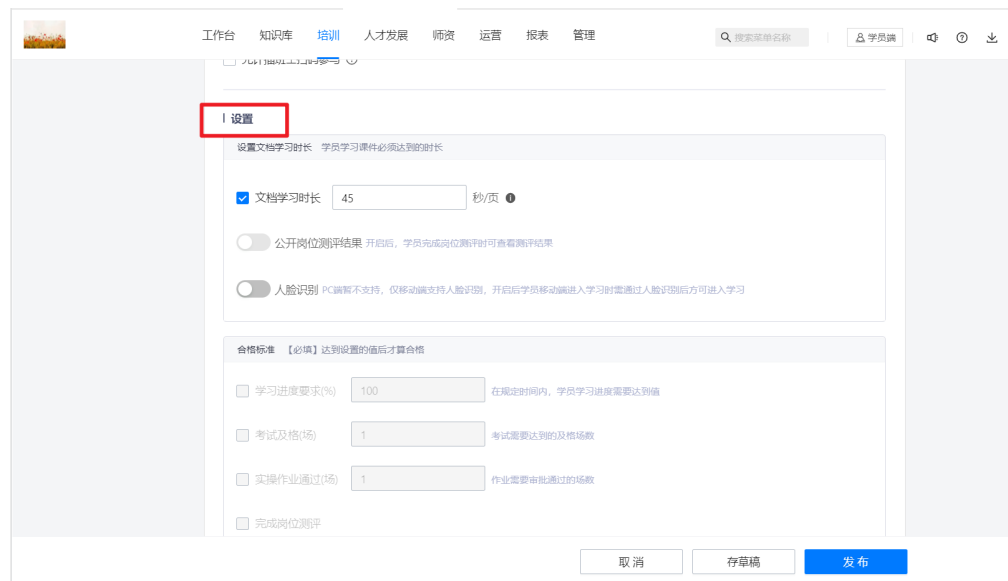 工作台 知识库 培训 人才发展 师资 运营 报表 管理 搜索菜单名称 学员端
设置
设置文档学习时长 学员学习课件必须达到的时长
文档学习时长 45 秒/页
公开岗位测评结果 开启后，学员完成岗位测评时可查看测评结果
人脸识别 PC端暂不支持，仅移动端支持人脸识别，开启后学员移动端进入学习时需通过人脸识别后方可进入学习
合格标准 【必填】达到设置的值后才算合格
学习进度要求(%) 100 在规定时间内，学员学习进度需要达到值
考试及格(场) 1 考试需要达到的及格场数
实操作业通过(场) 1 作业需要审批通过的场数
完成岗位测评
取消 存草稿 发布